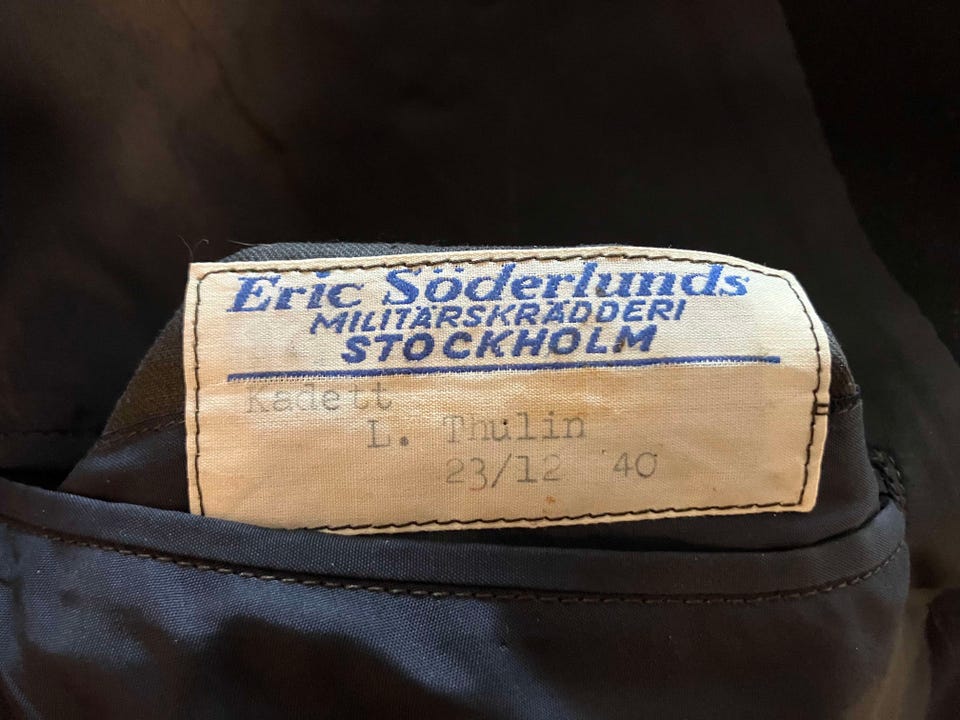 Eric Söderlunds
MILITÄRSKRÄDDERI
STOCKHOLM
Kadett
L. Thulin
23/12 40